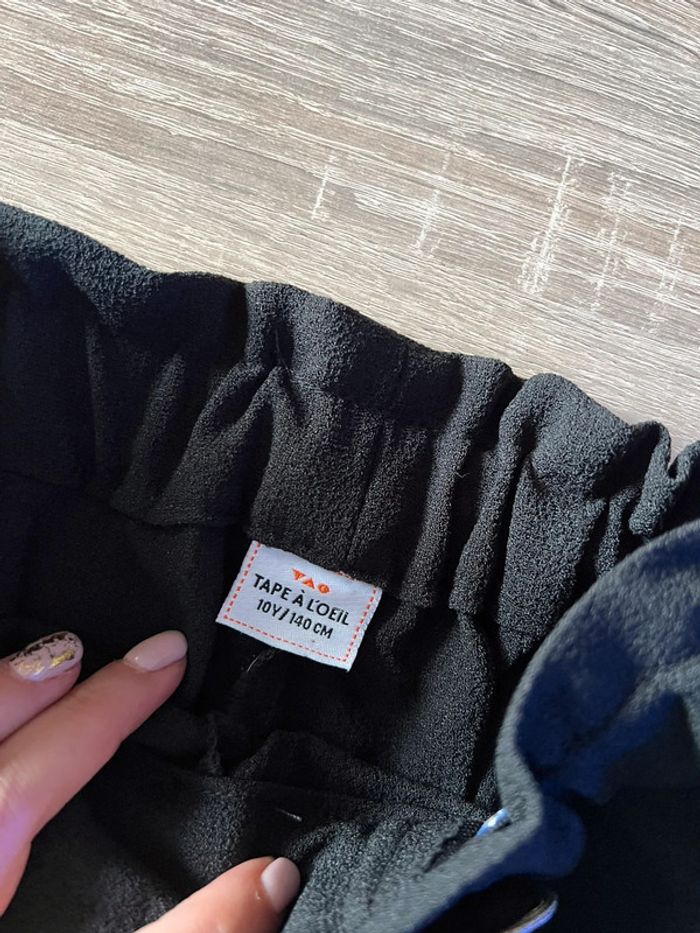 TAO
TAPE À L'OEIL
10Y/140 CM